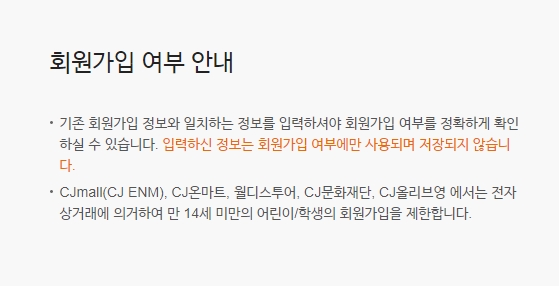 회원가입 여부 안내
• 기존 회원가입 정보와 일치하는 정보를 입력하셔야 회원가입 여부를 정확하게 확인
하실 수 있습니다. 입력하신 정보는 회원가입 여부에만 사용되며 저장되지 않습니
다.
• CJmall(CJ ENM), CJ온마트, 월디스투어, CJ문화재단, CJ올리브영 에서는 전자
상거래에 의거하여 만 14세 미만의 어린이/학생의 회원가입을 제한합니다.